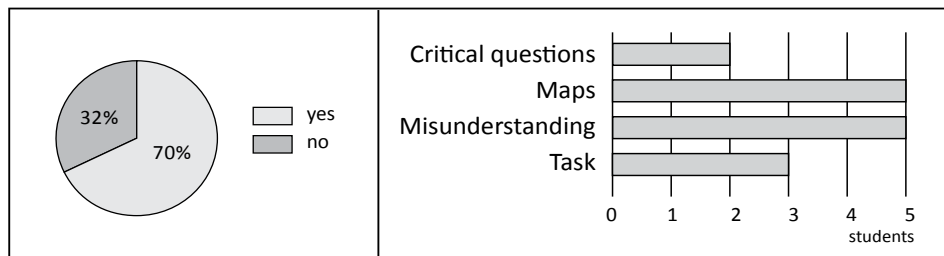 32%
70%
yes
no
Critical questions
Maps
Misunderstanding
Task
0 1 2 3 4 5
students